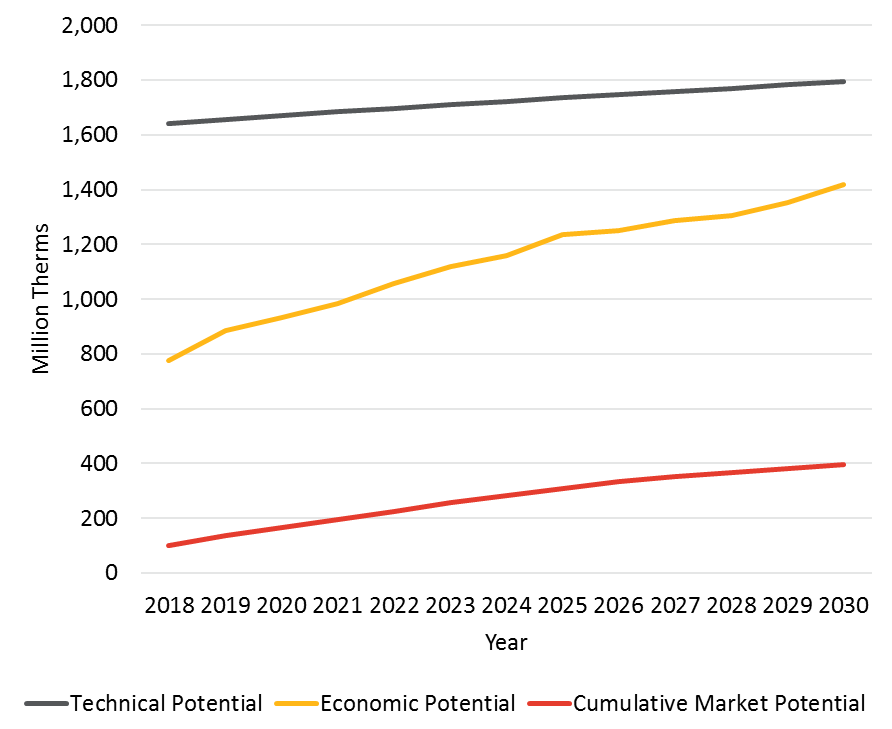 2,000
1,800
1,600
1,400
1,200
1,000
800
600
400
200
0
Million Therms
2018 2019 2020 2021 2022 2023 2024 2025 2026 2027 2028 2029 2030
Year
Technical Potential Economic Potential Cumulative Market Potential